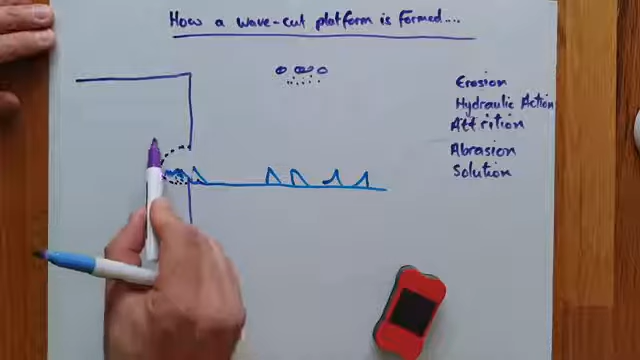 How a wave-cut platform is formed....
Erosion
Hydraulic Action
Attrition
Abrasion
Solution